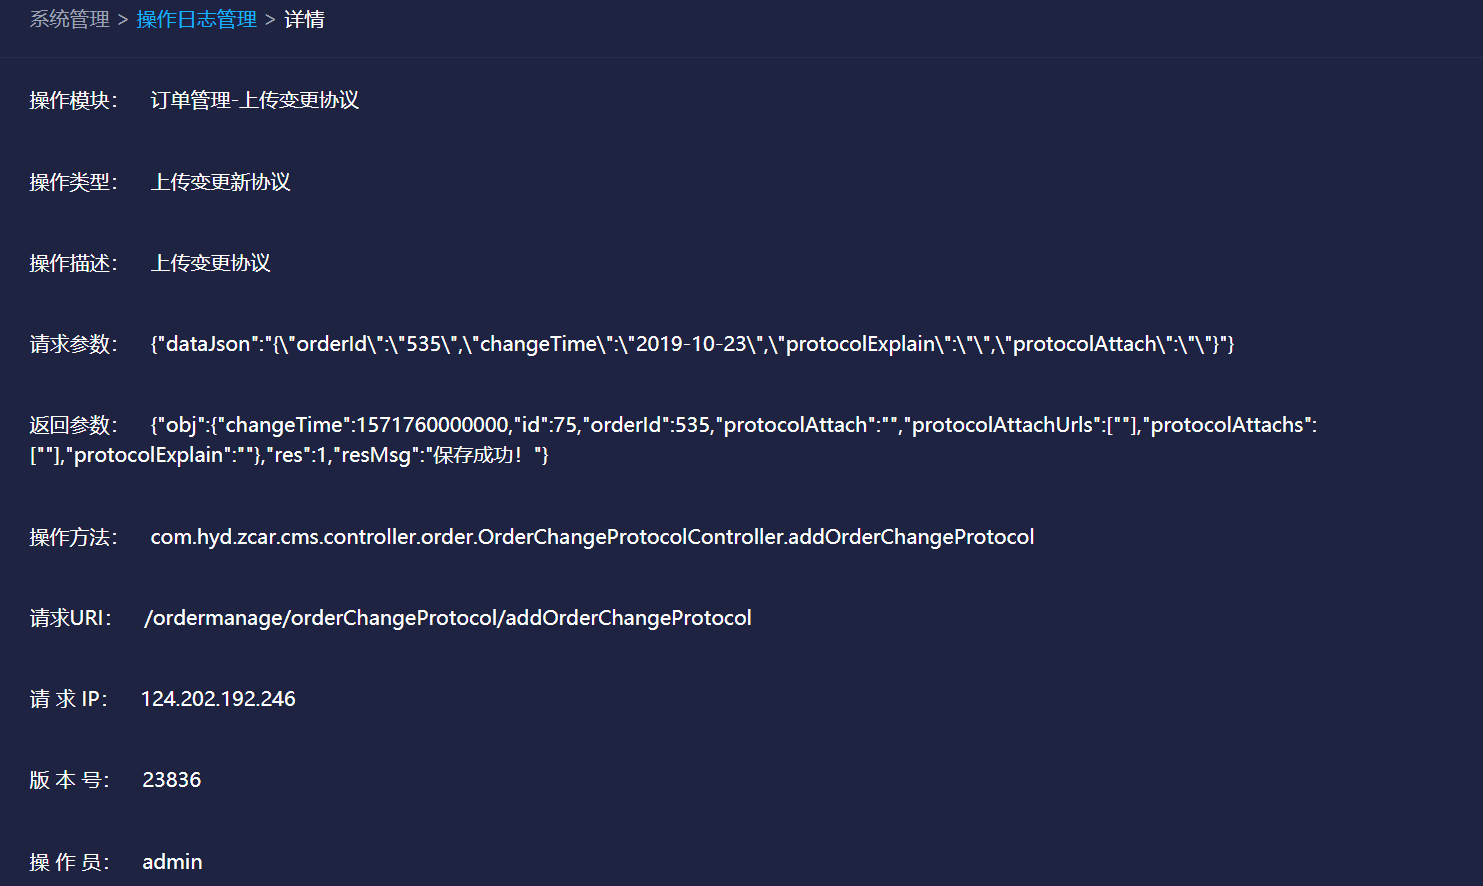 系统管理 > 操作日志管理 > 详情
操作模块： 订单管理-上传变更协议
操作类型： 上传变更新协议
操作描述： 上传变更协议
请求参数： {"dataJson":"{\"orderId\":\"535\",\"changeTime\":\"2019-10-23\",\"protocolExplain\":\"\",\"protocolAttach\":\"\"}"}
返回参数： {"obj":{"changeTime":1571760000000,"id":75,"orderId":535,"protocolAttach":"","protocolAttachUrls":[""],"protocolAttachs":
[""],"protocolExplain":""},"res":1,"resMsg":"保存成功！"}
操作方法： com.hyd.zcar.cms.controller.order.OrderChangeProtocolController.addOrderChangeProtocol
请求URI： /ordermanage/orderChangeProtocol/addOrderChangeProtocol
请 求 IP： 124.202.192.246
版 本 号： 23836
操 作 员： admin